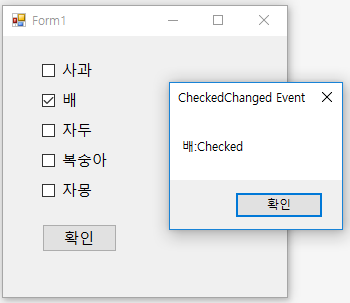 Form1
사과
배
자두
복숭아
자몽
확인
CheckedChanged Event
배:Checked
확인